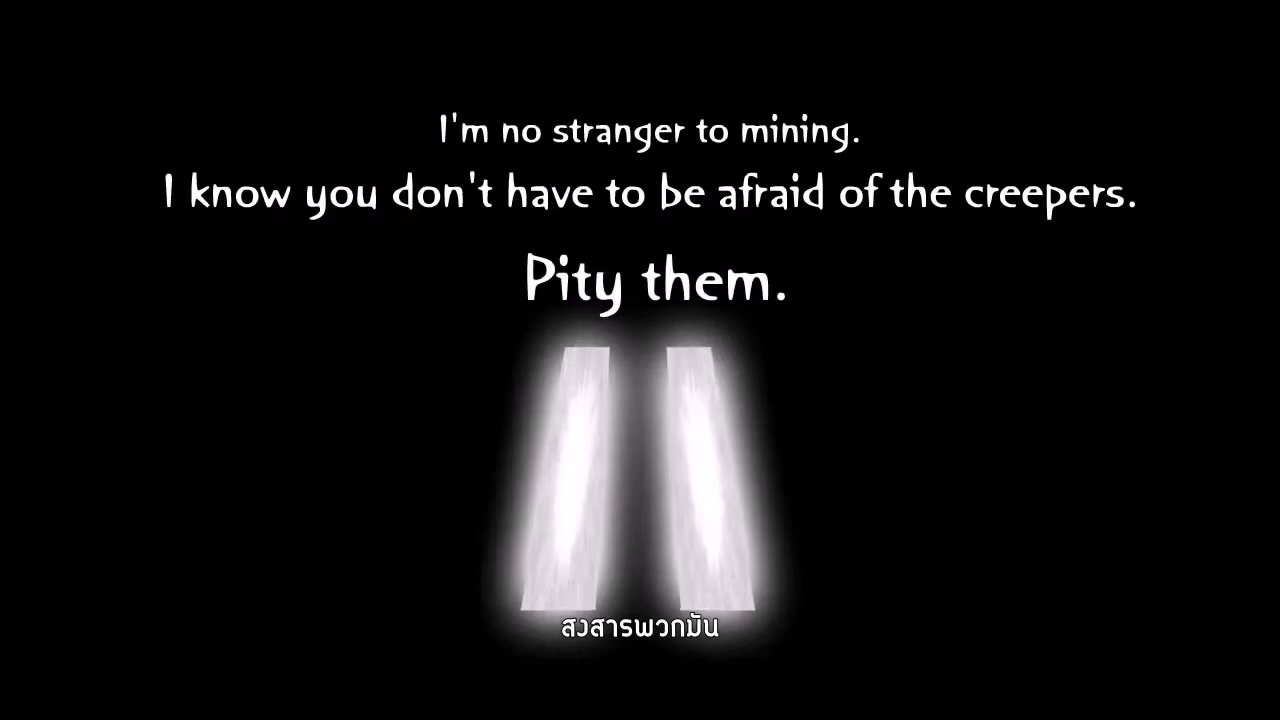 I'm no stranger to mining.
I know you don't have to be afraid of the creepers.
Pity them.
สงสารพวกมัน